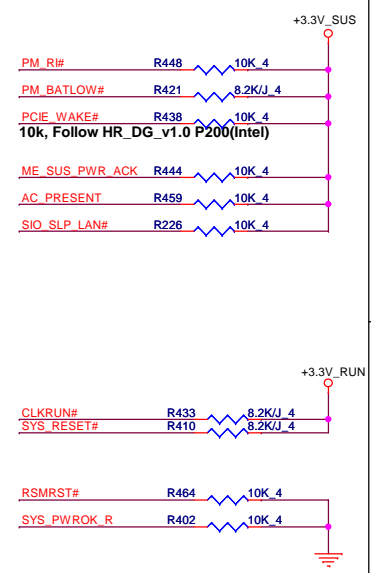 +3.3V_SUS
PM_RI# R448 10K_4
PM_BATLOW# R421 8.2K/J_4
PCIE_WAKE# R438 10K_4
10k, Follow HR_DG_v1.0 P200(Intel)
ME_SUS_PWR_ACK R444 10K_4
AC_PRESENT R459 10K_4
SIO_SLP_LAN# R226 10K_4
+3.3V_RUN
CLKRUN# R433 8.2K/J_4
SYS_RESET# R410 8.2K/J_4
RSMRST# R464 10K_4
SYS_PWROK_R R402 10K_4